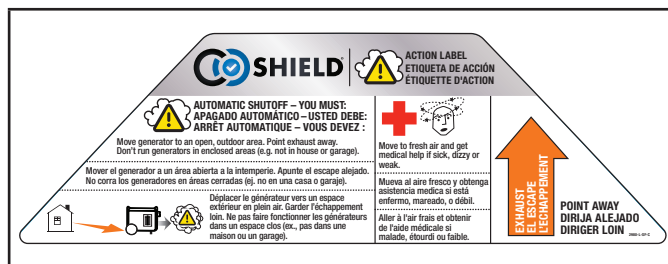 CO SHIELD®
ACTION LABEL
ETIQUETA DE ACCIÓN
ÉTIQUETTE D'ACTION
AUTOMATIC SHUTOFF – YOU MUST:
APAGADO AUTOMÁTICO – USTED DEBE:
ARRÊT AUTOMATIQUE – VOUS DEVEZ :
Move generator to an open, outdoor area. Point exhaust away.
Don't run generators in enclosed areas (e.g. not in house or garage).
Mover el generador a un área abierta a la intemperie. Apunte el escape alejado.
No corra los generadores en áreas cerradas (ej. no en una casa o garaje).
Déplacer le générateur vers un espace
extérieur en plein air. Garder l'échappement
loin. Ne pas faire fonctionner les générateurs
dans un espace clos (ex., pas dans une
maison ou un garage).
Move to fresh air and get
medical help if sick, dizzy or
weak.
Mueva al aire fresco y obtenga
asistencia medica si está
enfermo, mareado, o débil.
Aller à l'air frais et obtenir
de l'aide médicale si
malade, étourdi ou faible.
EXHAUST
EL ESCAPE
L'ECHAPPEMENT
POINT AWAY
DIRIJA ALEJADO
DIRIGER LOIN